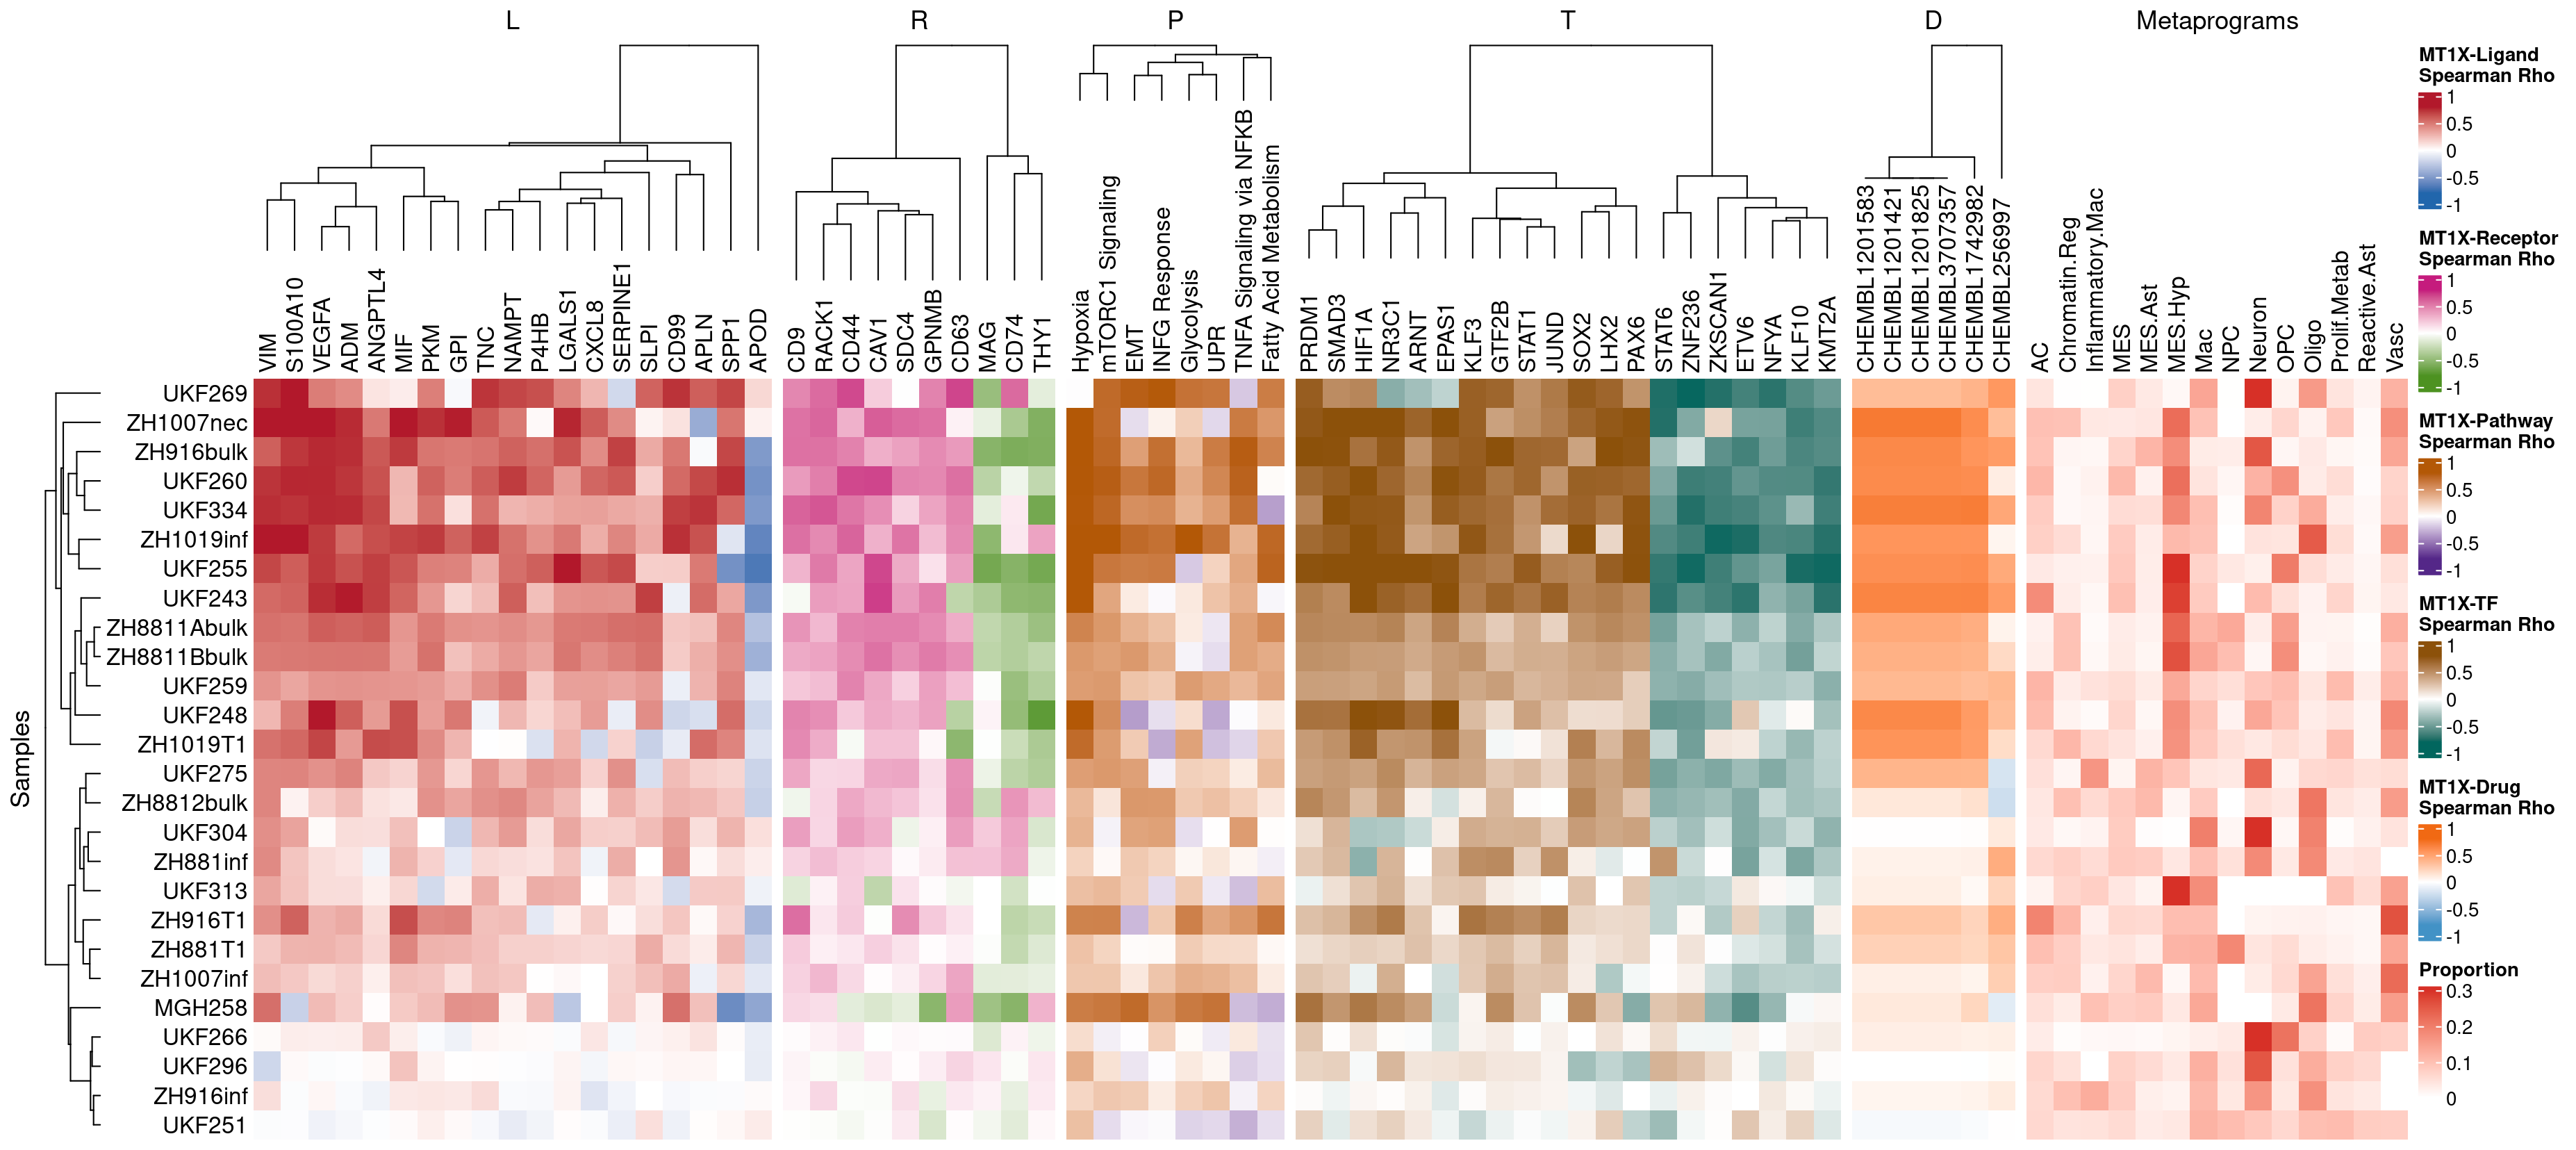 L
R
P
T
D
Metaprograms
VIM
S100A10
VEGFA
ADM
ANGPTL4
MIF
PKM
GPI
TNC
NAMPT
P4HB
LGALS1
CXCL8
SERPINE1
SLPI
CD99
APLN
SPP1
APOD
CD9
RACK1
CD44
CAV1
SDC4
GPNMB
CD63
MAG
CD74
THY1
Hypoxia
mTORC1 Signaling
EMT
INFG Response
Glycolysis
UPR
TNFA Signaling via NFKB
Fatty Acid Metabolism
PRDM1
SMAD3
HIF1A
NR3C1
ARNT
EPAS1
KLF3
GTF2B
STAT1
JUND
SOX2
LHX2
PAX6
STAT6
ZNF236
ZKSCAN1
ETV6
NFYA
KLF10
KMT2A
CHEMBL1201583
CHEMBL1201421
CHEMBL1201825
CHEMBL3707357
CHEMBL1742982
CHEMBL256997
AC
Chromatin.Reg
Inflammatory.Mac
MES
MES.Ast
MES.Hyp
Mac
NPC
Neuron
OPC
Oligo
Prolif.Metab
Reactive.Ast
Vasc
Samples
UKF269
ZH1007nec
ZH916bulk
UKF260
UKF334
ZH1019inf
UKF255
UKF243
ZH8811Abulk
ZH8811Bbulk
UKF259
UKF248
ZH1019T1
UKF275
ZH8812bulk
UKF304
ZH881inf
UKF313
ZH916T1
ZH881T1
ZH1007inf
MGH258
UKF266
UKF296
ZH916inf
UKF251
MT1X-Ligand
Spearman Rho
1
0.5
0
-0.5
-1
MT1X-Receptor
Spearman Rho
1
0.5
0
-0.5
-1
MT1X-Pathway
Spearman Rho
1
0.5
0
-0.5
-1
MT1X-TF
Spearman Rho
1
0.5
0
-0.5
-1
MT1X-Drug
Spearman Rho
1
0.5
0
-0.5
-1
Proportion
0.3
0.2
0.1
0